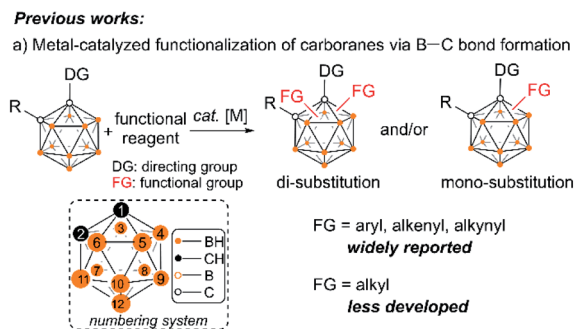 Previous works:
a) Metal-catalyzed functionalization of carboranes via B−C bond formation
DG
R
+
functional
reagent
cat. [M]
DG: directing group
FG: functional group
DG
FG
FG
R
di-substitution
and/or
DG
FG
R
mono-substitution
1
2
3
4
5
6
7
8
9
10
11
12
BH
CH
B
C
numbering system
FG = aryl, alkenyl, alkynyl
widely reported
FG = alkyl
less developed